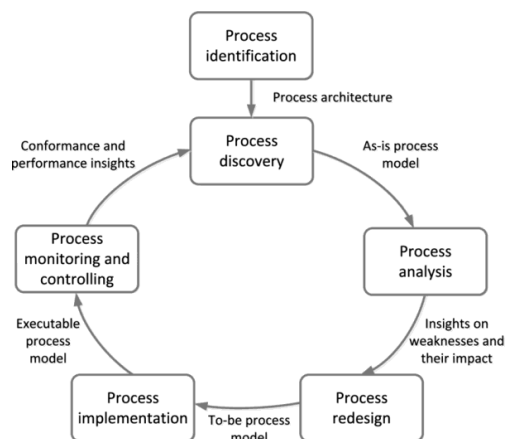 Process
identification
Process architecture
Process
discovery
Conformance and
performance insights
As-is process
model
Process
monitoring and
controlling
Process
analysis
Executable
process
model
Insights on
weaknesses and
their impact
Process
implementation
To-be process
model
Process
redesign